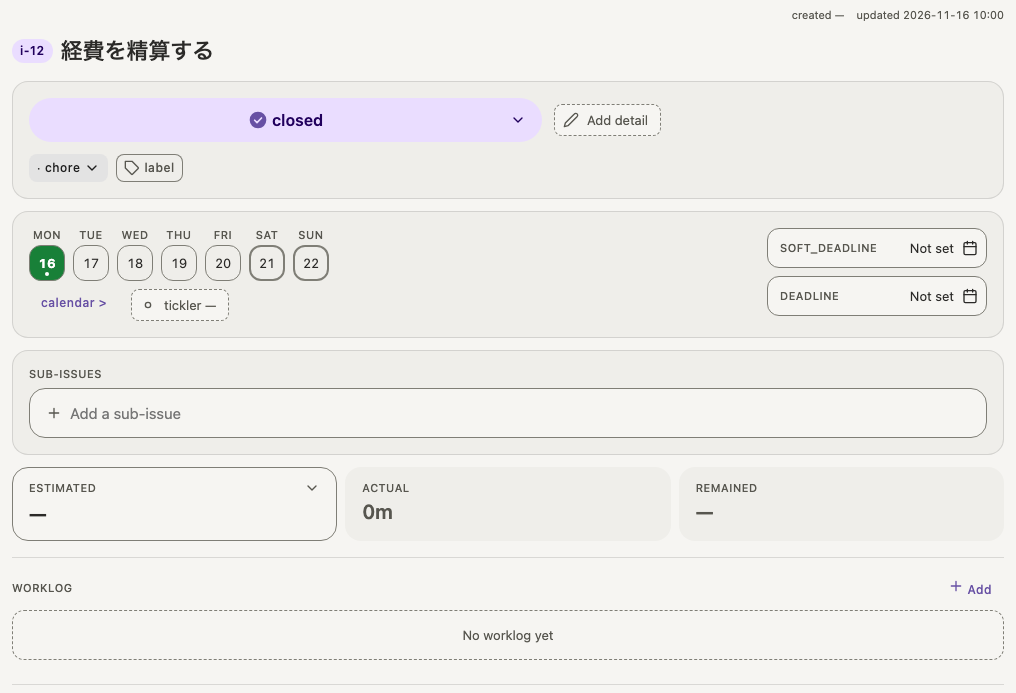 created — updated 2026-11-16 10:00
i-12 経費を精算する
closed
Add detail
· chore
label
MON TUE WED THU FRI SAT SUN
16 17 18 19 20 21 22
calendar >
tickler —
SOFT_DEADLINE Not set
DEADLINE Not set
SUB-ISSUES
+ Add a sub-issue
ESTIMATED
—
ACTUAL
0m
REMAINED
—
WORKLOG
+ Add
No worklog yet